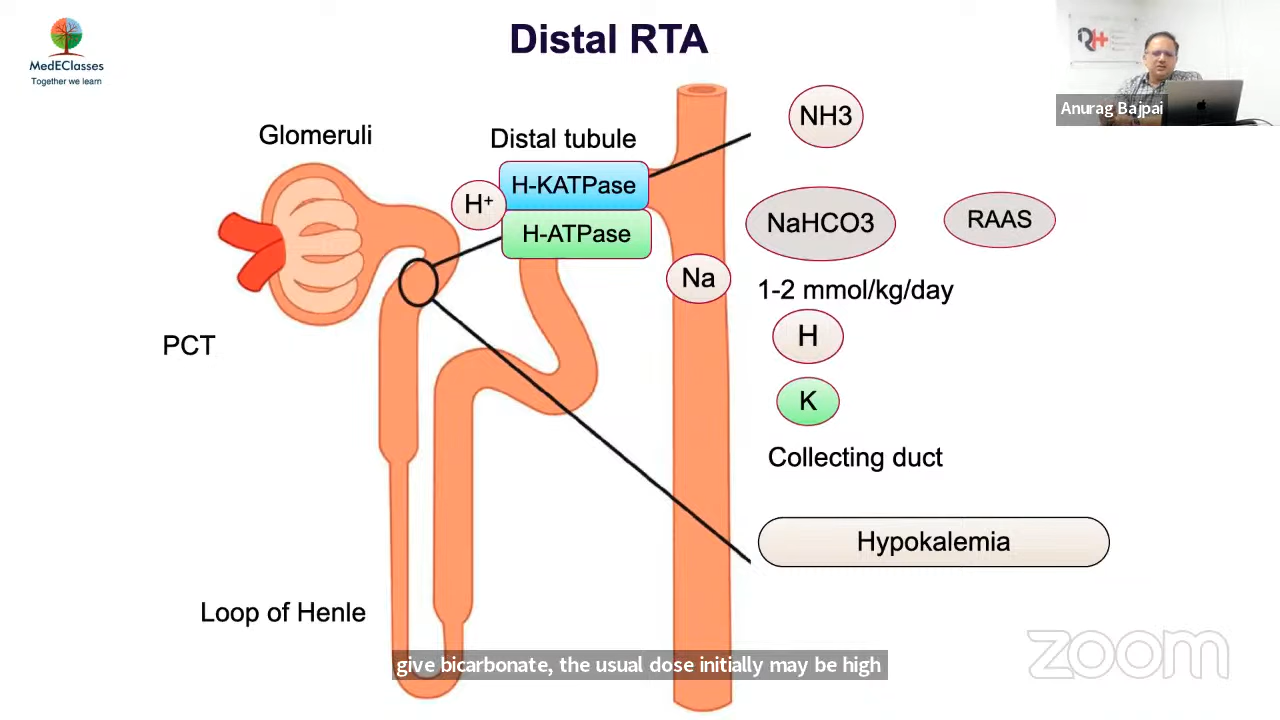 Distal RTA
MedEClasses
Together we learn
RH+
Anurag Bajpai
Glomeruli
Distal tubule
NH3
H-KATPase
H+
H-ATPase
NaHCO3
RAAS
Na
1-2 mmol/kg/day
H
PCT
K
Collecting duct
Hypokalemia
Loop of Henle
zoom
give bicarbonate, the usual dose initially may be high